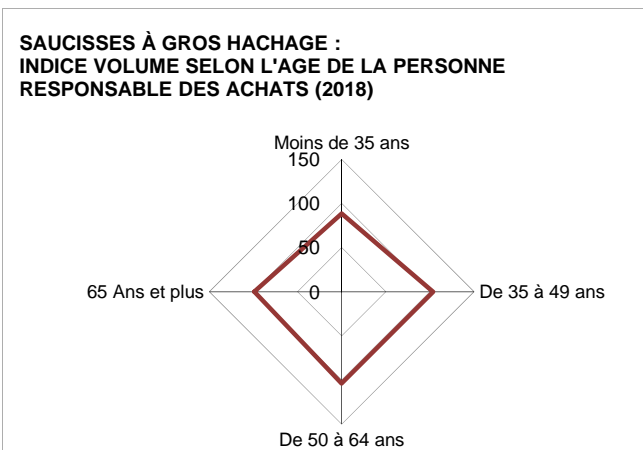 SAUCISSES À GROS HACHAGE :
INDICE VOLUME SELON L'AGE DE LA PERSONNE
RESPONSABLE DES ACHATS (2018)
Moins de 35 ans
150
100
50
65 Ans et plus
0
De 35 à 49 ans
De 50 à 64 ans